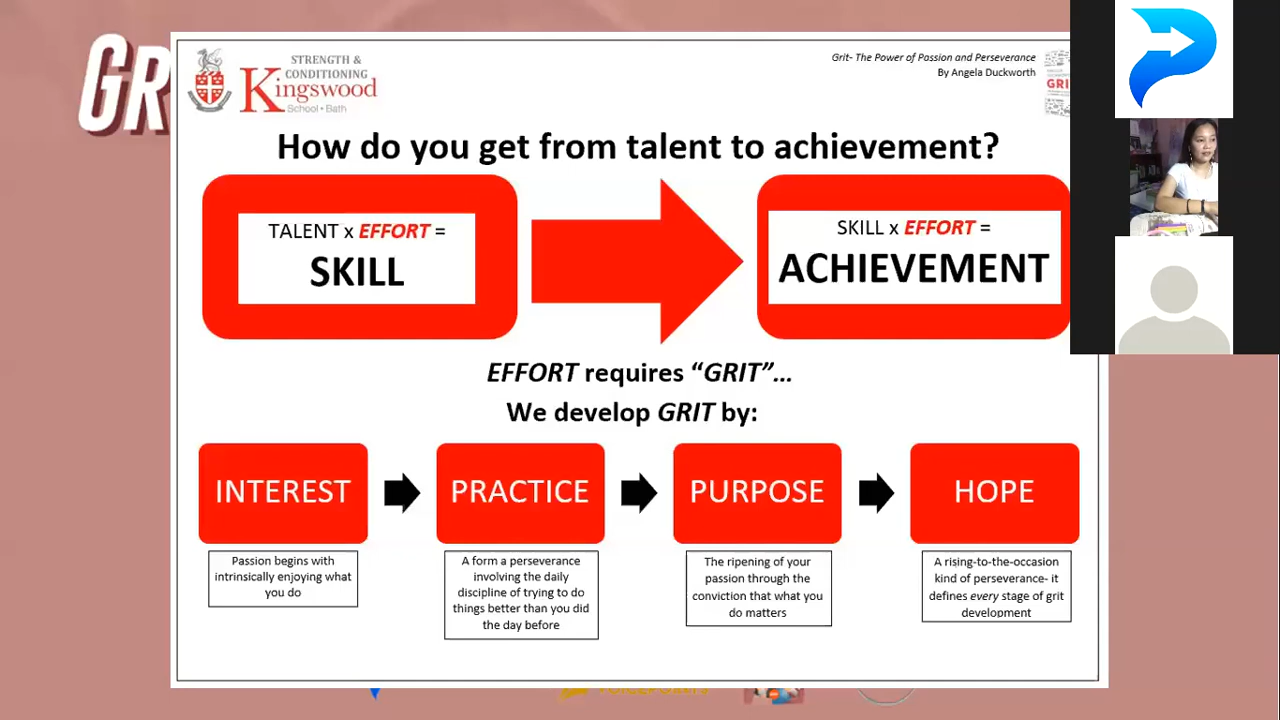 GR
STRENGTH &
CONDITIONING
Kingswood
School • Bath
Grit- The Power of Passion and Perseverance
By Angela Duckworth
GRI
How do you get from talent to achievement?
TALENT x EFFORT =
SKILL
SKILL x EFFORT =
ACHIEVEMENT
EFFORT requires “GRIT”...
We develop GRIT by:
INTEREST
PRACTICE
PURPOSE
HOPE
Passion begins with
intrinsically enjoying what
you do
A form a perseverance
involving the daily
discipline of trying to do
things better than you did
the day before
The ripening of your
passion through the
conviction that what you
do matters
A rising-to-the-occasion
kind of perseverance- it
defines every stage of grit
development